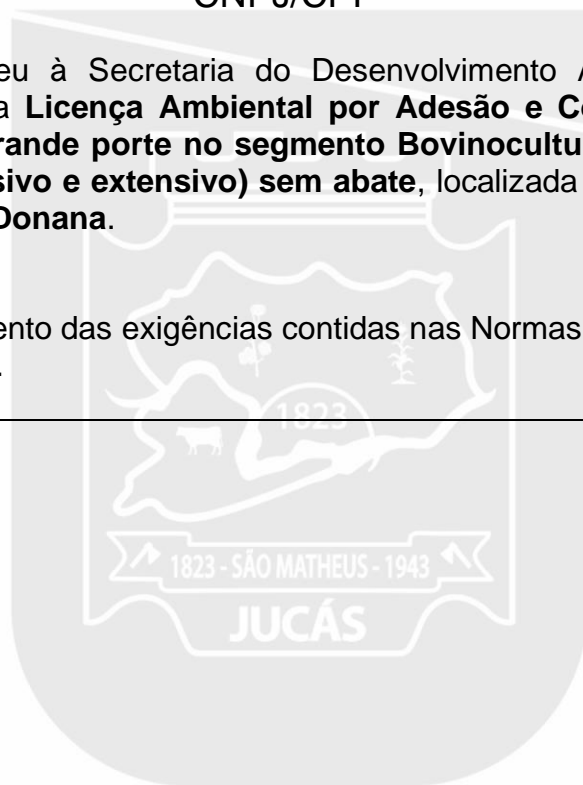 CNPJ/CPF
eu à Secretaria do Desenvolvimento A
a Licença Ambiental por Adesão e Co
rande porte no segmento Bovinocultu
sivo e extensivo) sem abate, localizada
Donana.
ento das exigências contidas nas Normas
.
1823
1823 - SÃO MATHEUS - 1943
JUCÁS